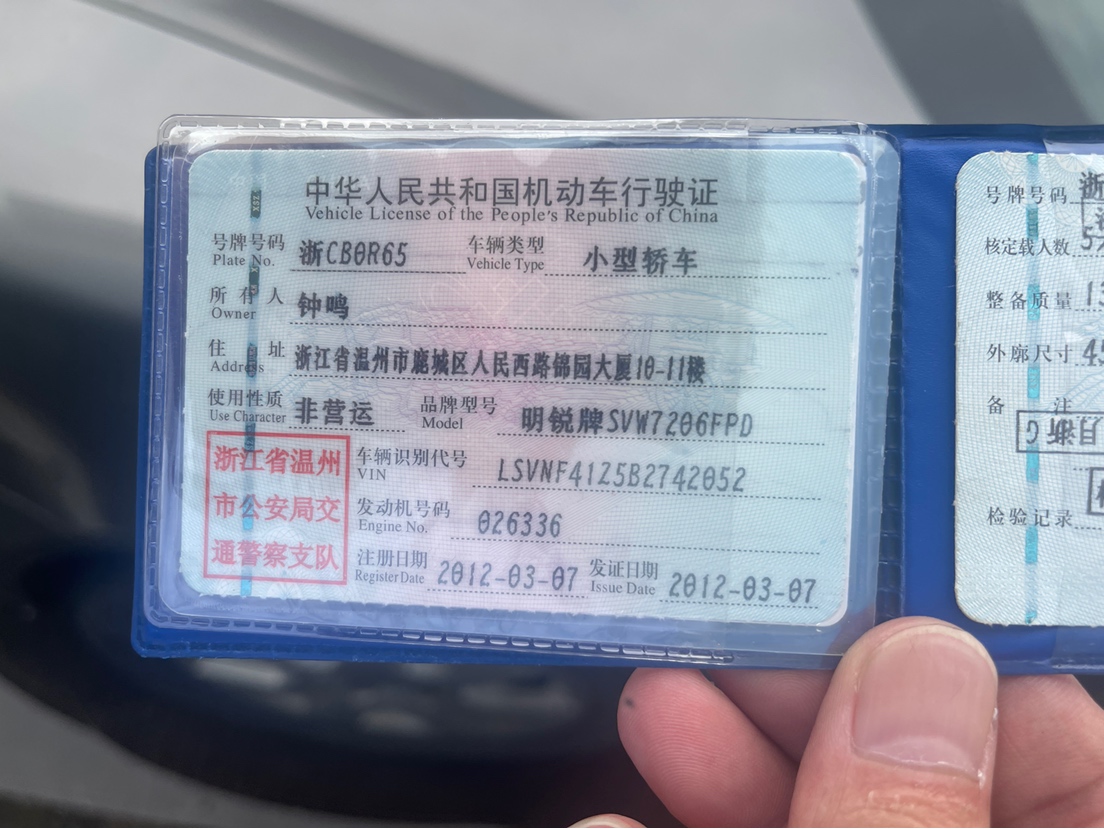 中华人民共和国机动车行驶证
Vehicle License of the People's Republic of China
号牌号码 浙CB0R65 车辆类型 小型轿车
Plate No. Vehicle Type
所有人 钟鸣
Owner
住址 浙江省温州市鹿城区人民西路锦园大厦10-11楼
Address
使用性质 非营运 品牌型号 明锐牌SVW7206FPD
Use Character Model
浙江省温州
市公安局交
通警察支队
车辆识别代号 LSVNF41Z5B2742052
VIN
发动机号码 026336
Engine No.
注册日期 2012-03-07 发证日期 2012-03-07
Register Date Issue Date
号牌号码 浙
核定载人数
整备质量
外廓尺寸 45
备注
检验记录